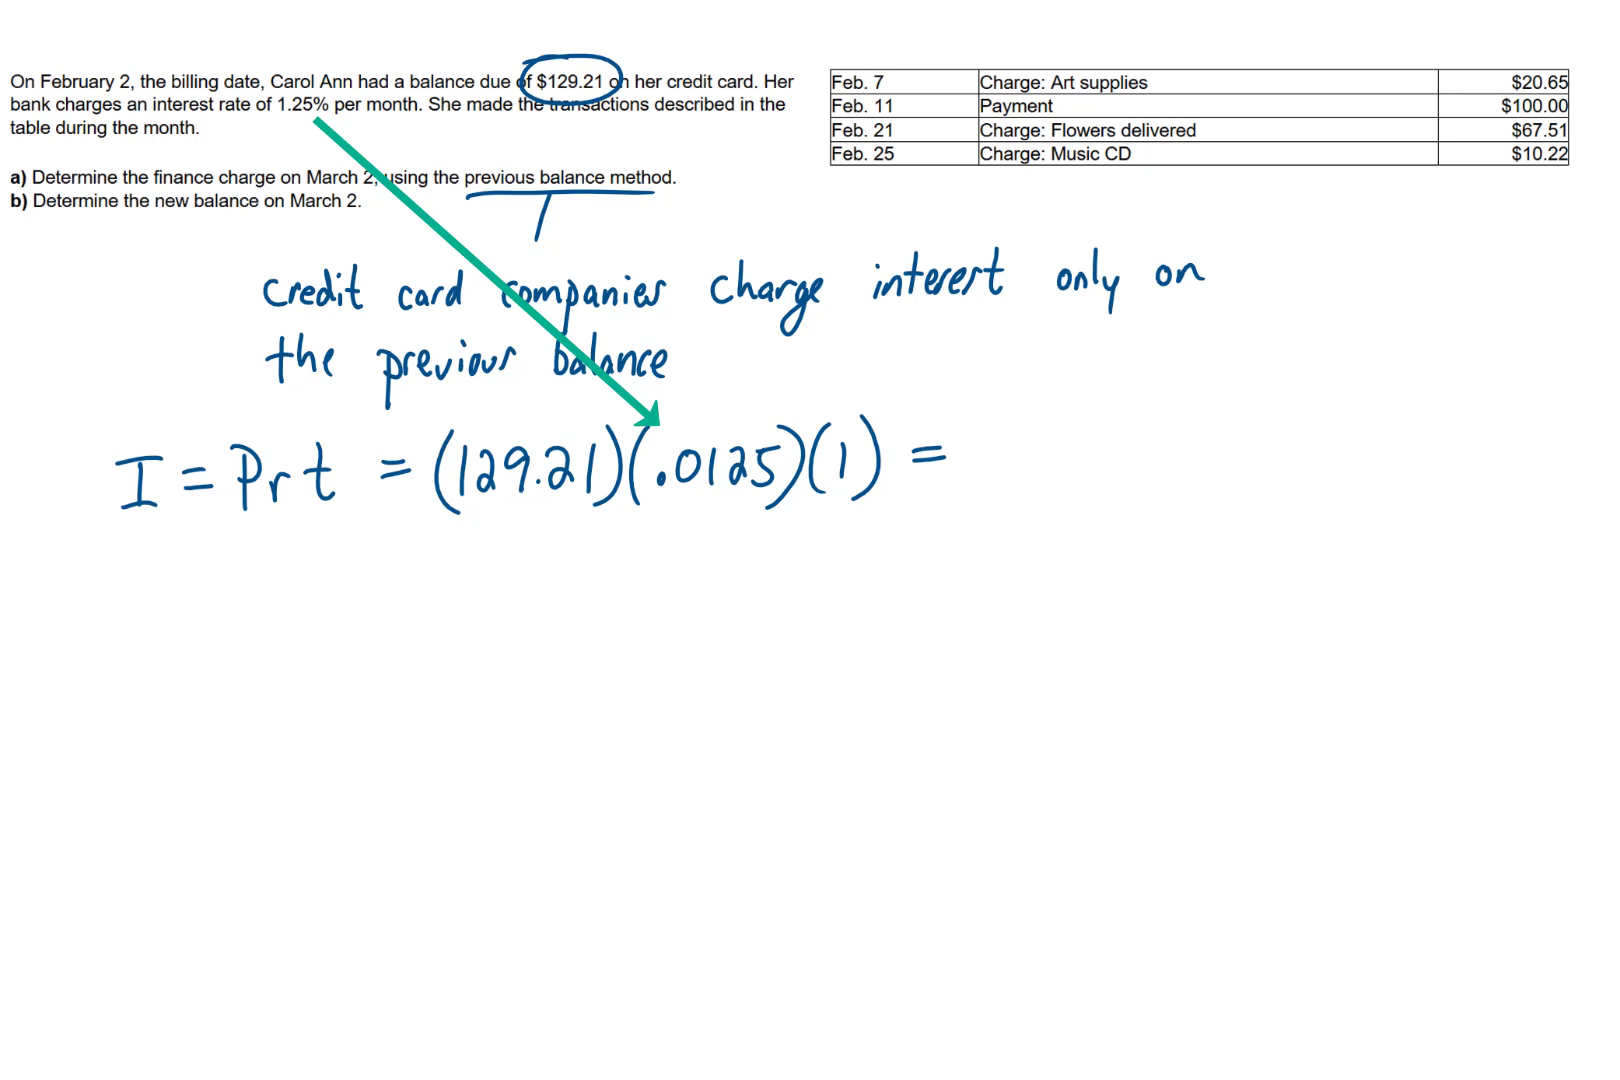 On February 2, the billing date, Carol Ann had a balance due of $129.21 on her credit card. Her
bank charges an interest rate of 1.25% per month. She made the transactions described in the
table during the month.
a) Determine the finance charge on March 2, using the previous balance method.
b) Determine the new balance on March 2.
Feb. 7 Charge: Art supplies $20.65
Feb. 11 Payment $100.00
Feb. 21 Charge: Flowers delivered $67.51
Feb. 25 Charge: Music CD $10.22
credit card companies charge interest only on
the previous balance
I = Prt = (129.21)(.0125)(1) =